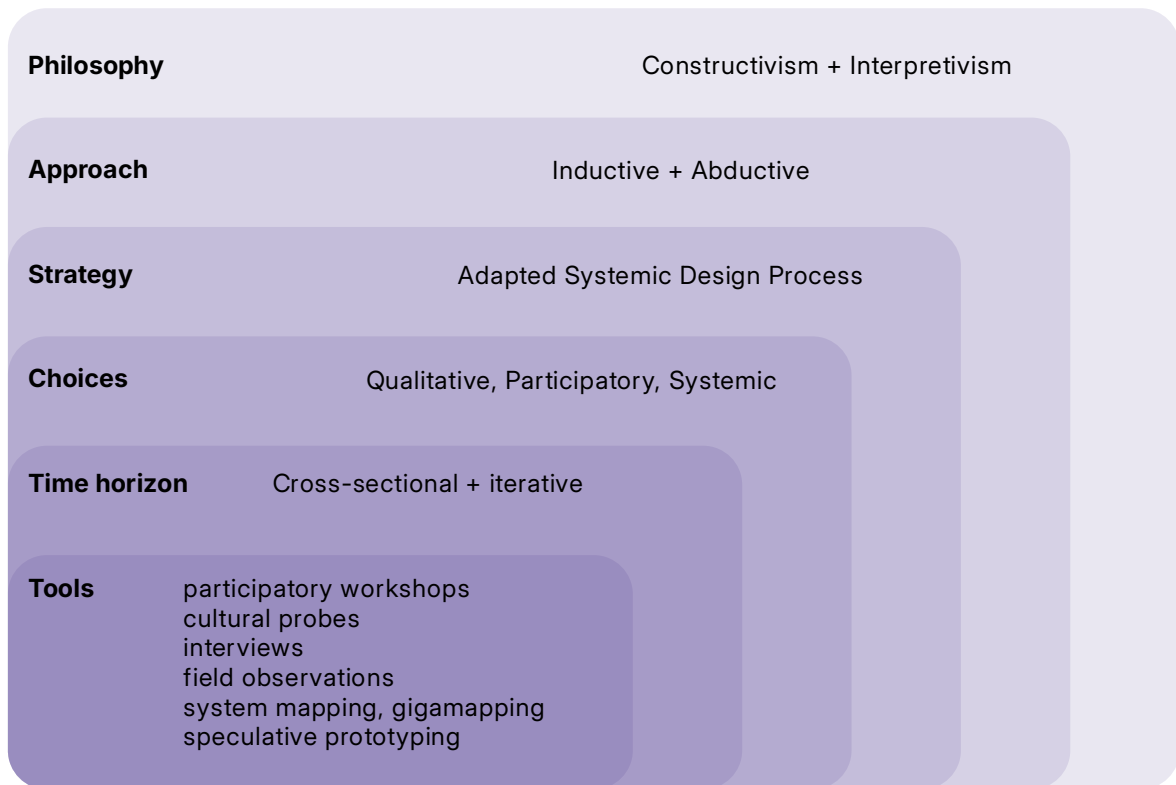 Philosophy Constructivism + Interpretivism
Approach Inductive + Abductive
Strategy Adapted Systemic Design Process
Choices Qualitative, Participatory, Systemic
Time horizon Cross-sectional + iterative
Tools participatory workshops
cultural probes
interviews
field observations
system mapping, gigamapping
speculative prototyping